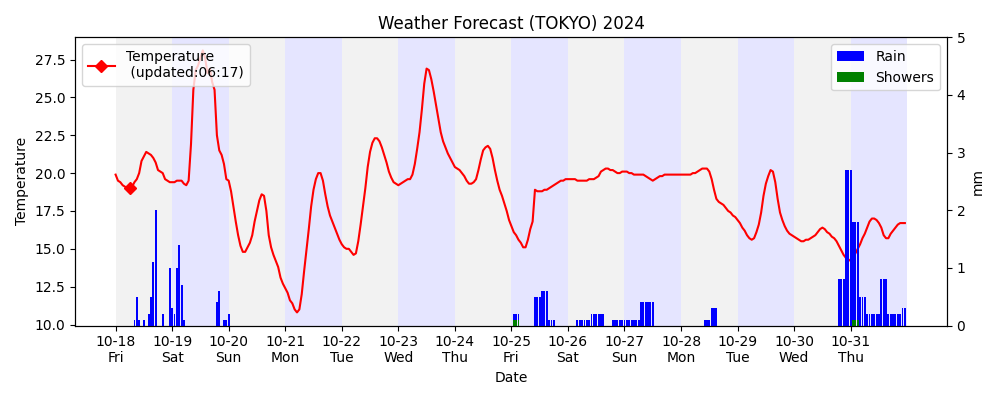 Weather Forecast (TOKYO) 2024
Temperature
(updated:06:17)
Rain
Showers
Temperature
27.5
25.0
22.5
20.0
17.5
15.0
12.5
10.0
5
4
3
2
1
0
mm
10-18 10-19 10-20 10-21 10-22 10-23 10-24 10-25 10-26 10-27 10-28 10-29 10-30 10-31
Fri Sat Sun Mon Tue Wed Thu Fri Sat Sun Mon Tue Wed Thu
Date